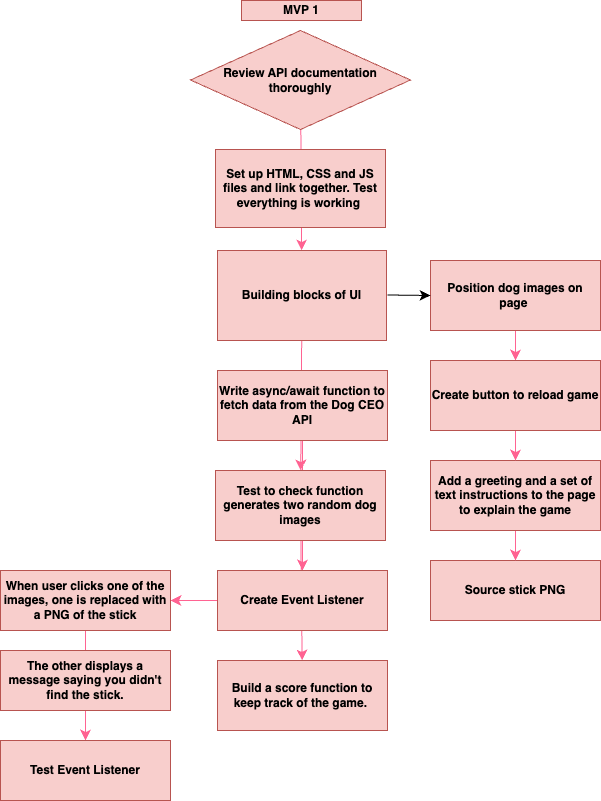 MVP 1
Review API documentation
thoroughly
Set up HTML, CSS and JS
files and link together. Test
everything is working
Building blocks of UI
Position dog images on
page
Write async/await function to
fetch data from the Dog CEO
API
Create button to reload game
Test to check function
generates two random dog
images
Add a greeting and a set of
text instructions to the page
to explain the game
When user clicks one of the
images, one is replaced with
a PNG of the stick
Create Event Listener
Source stick PNG
The other displays a
message saying you didn't
find the stick.
Build a score function to
keep track of the game.
Test Event Listener